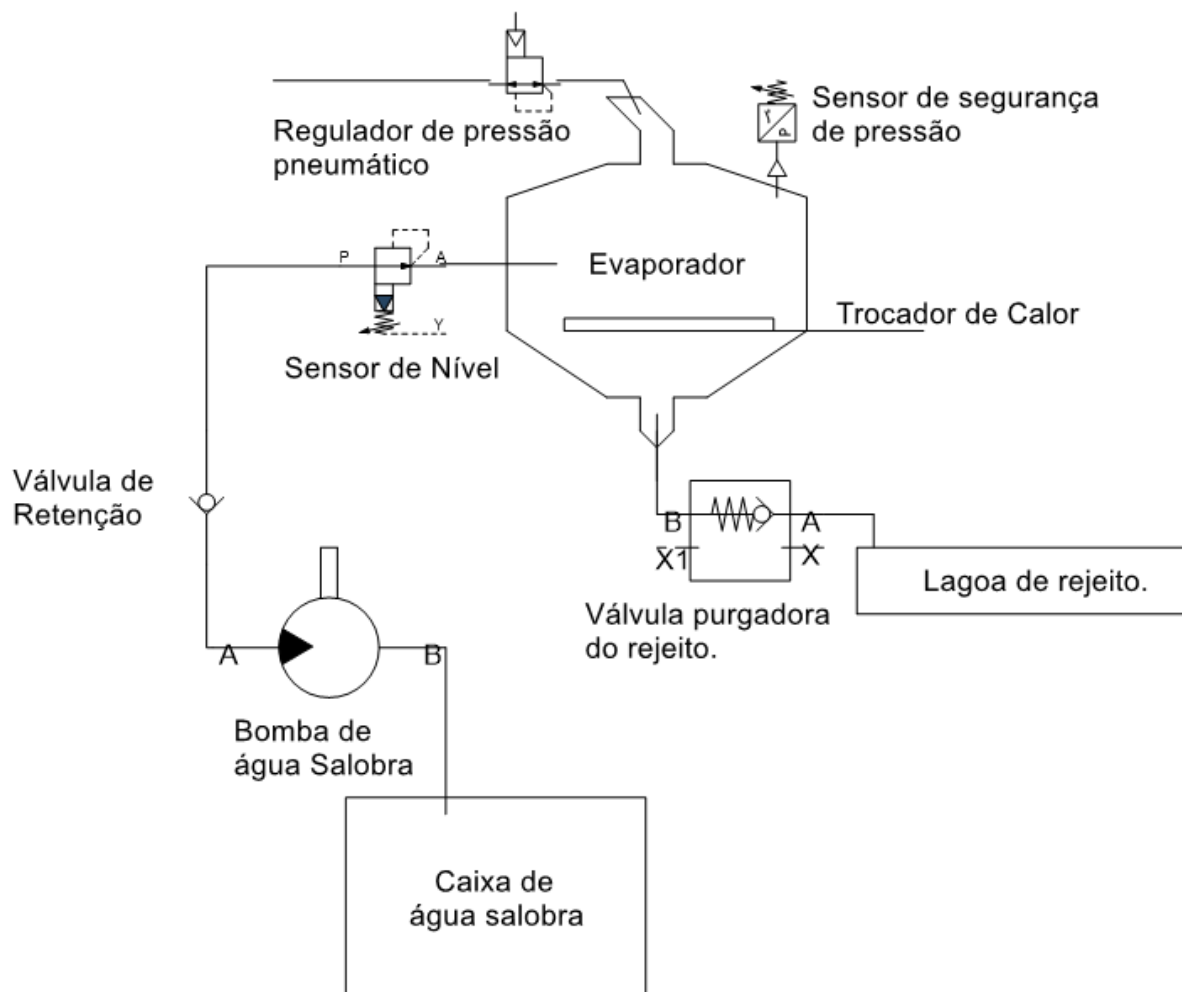 Regulador de pressão
pneumático
Sensor de segurança
de pressão
P
P
A
Y
Sensor de Nível
Evaporador
Trocador de Calor
Válvula de
Retenção
B
A
X1
X
Válvula purgadora
do rejeito.
Lagoa de rejeito.
A
B
Bomba de
água Salobra
Caixa de
água salobra